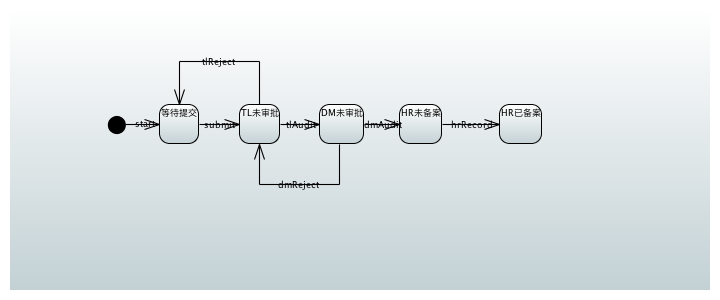 tlReject
等待提交
TL未审批
DM未审批
HR未备案
HR已备案
start
submit
tlAudit
dmAudit
hrRecord
dmReject